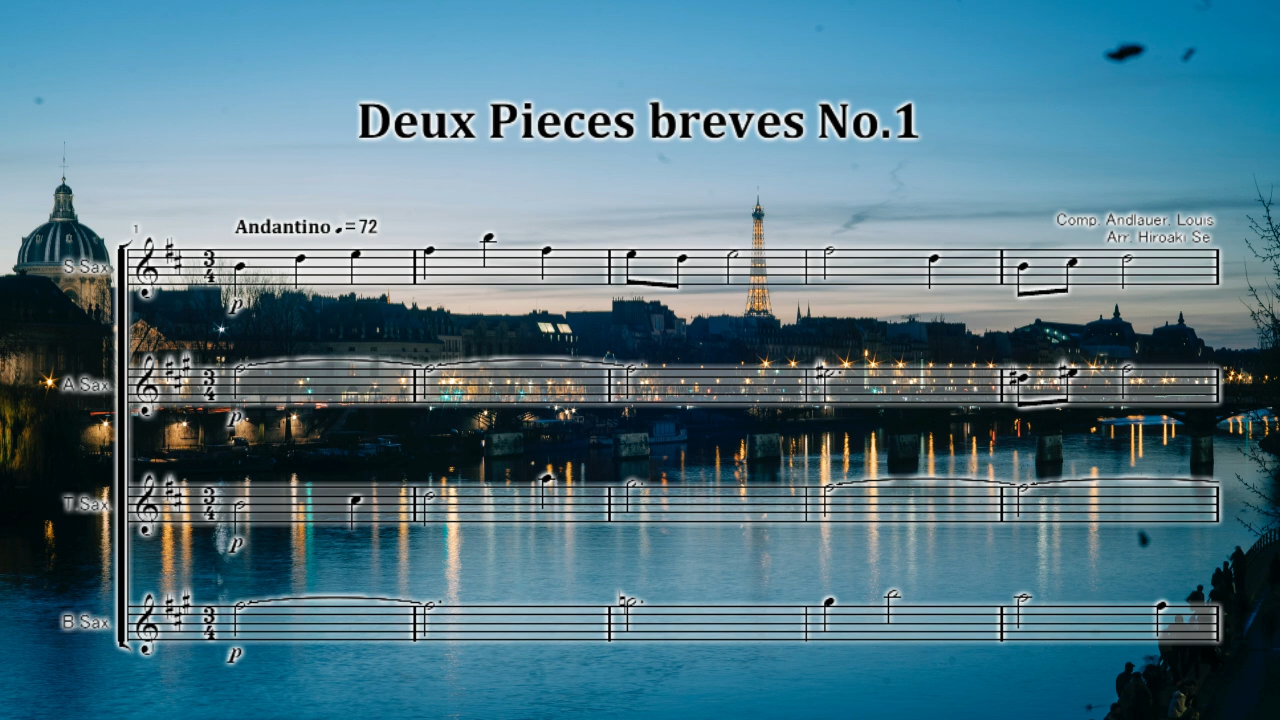 Deux Pieces breves No.1
1
Andantino ♩=72
Comp. Andlauer, Louis
Arr. Hiroaki Se
S Sax
3
4
p
A Sax
3
4
p
T Sax
3
4
p
B Sax
3
4
p